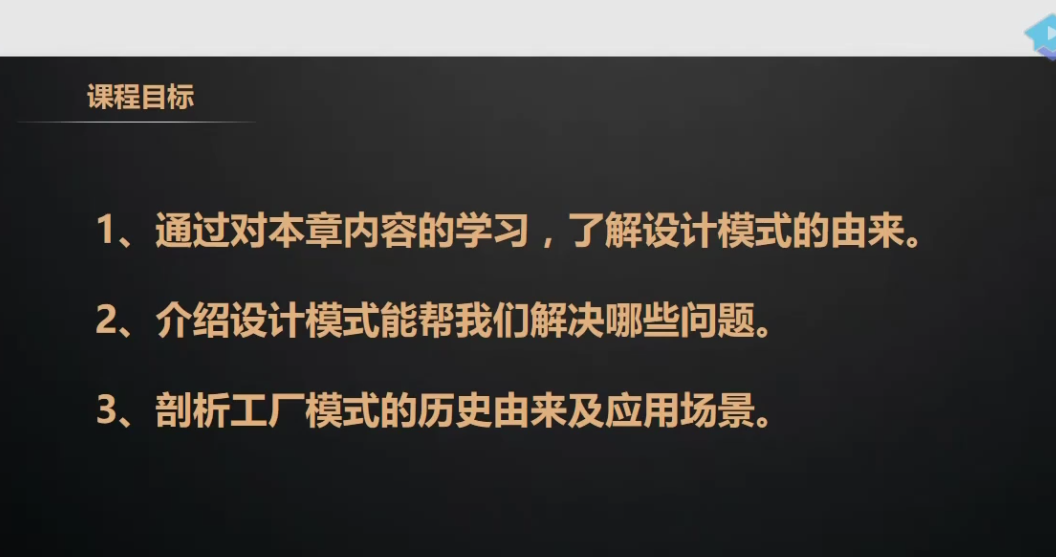 课程目标
1、通过对本章内容的学习，了解设计模式的由来。
2、介绍设计模式能帮我们解决哪些问题。
3、剖析工厂模式的历史由来及应用场景。